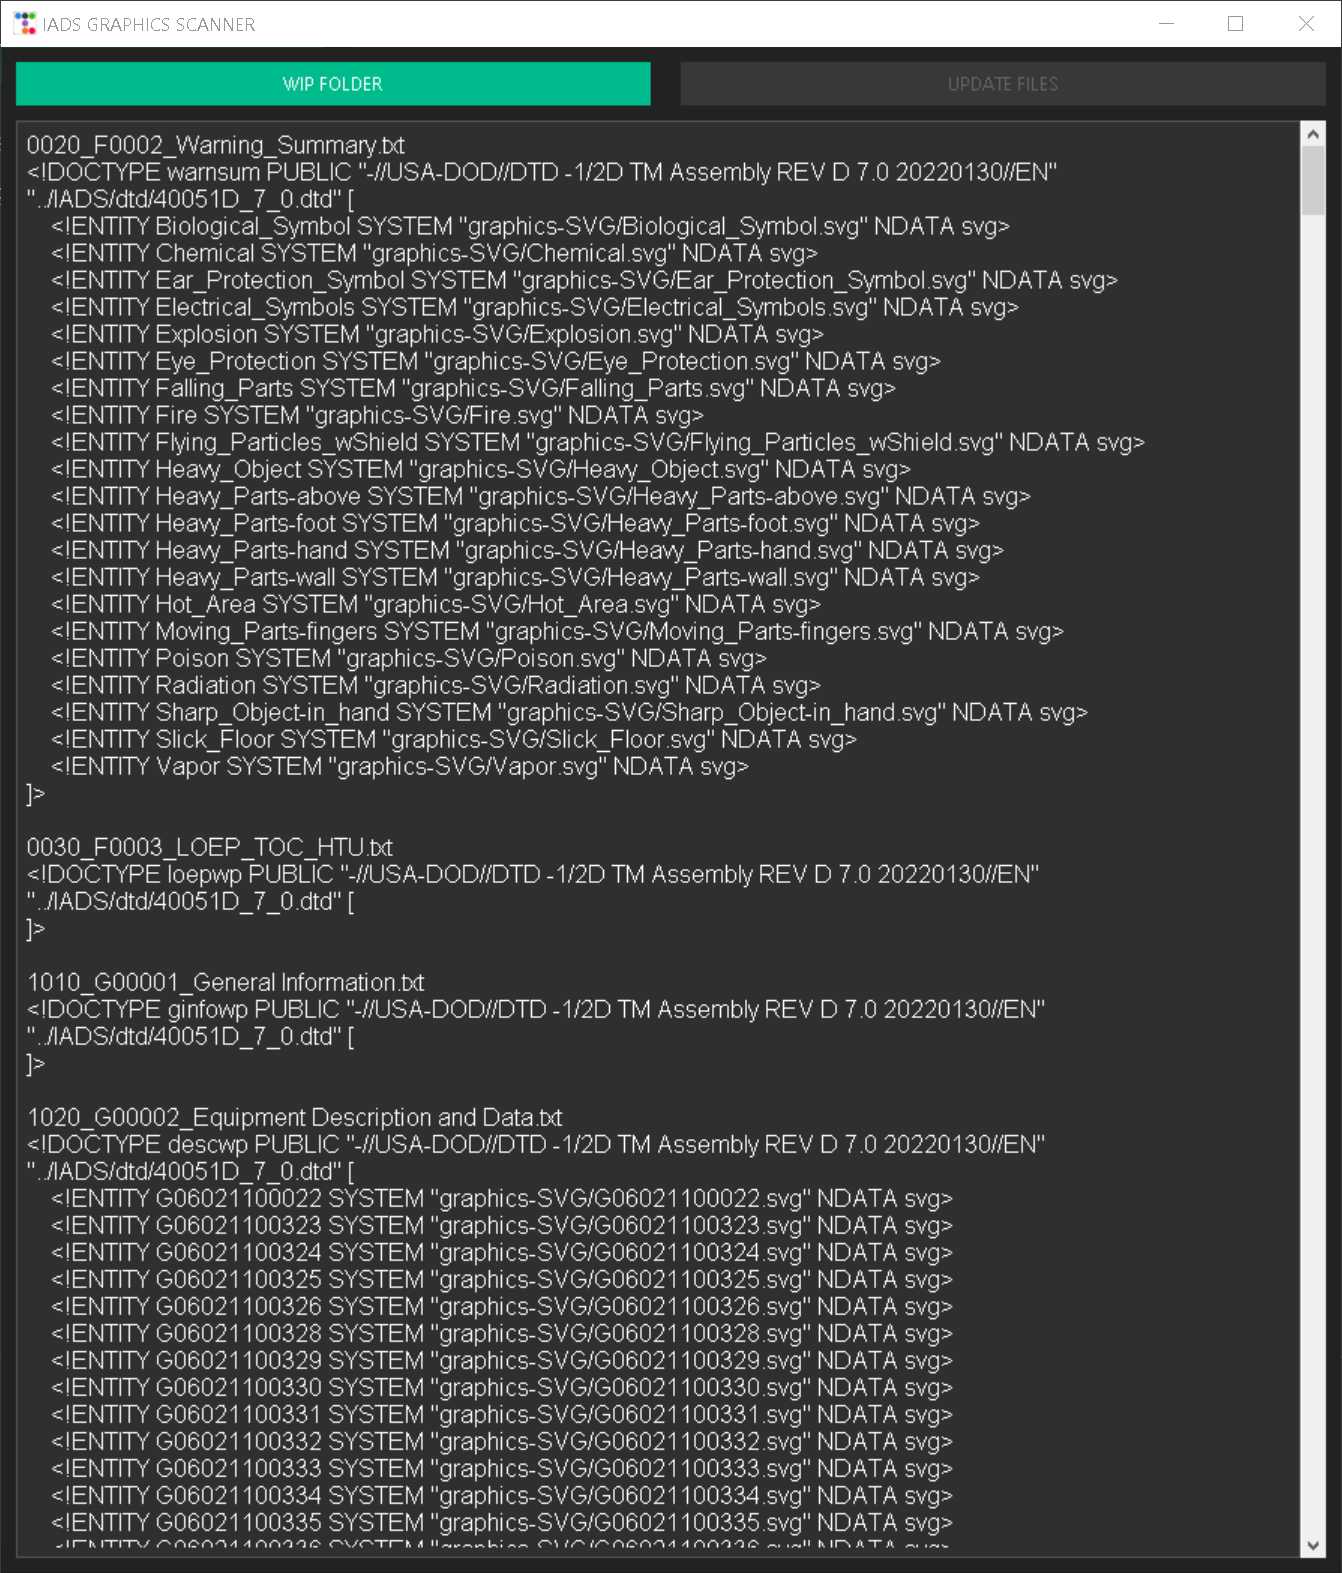 IADS GRAPHICS SCANNER
WIP FOLDER
UPDATE FILES
0020_F0002_Warning_Summary.txt
<!DOCTYPE warnsum PUBLIC "-//USA-DOD//DTD -1/2D TM Assembly REV D 7.0 20220130//EN"
"../IADS/dtd/40051D_7_0.dtd" [
<!ENTITY Biological_Symbol SYSTEM "graphics-SVG/Biological_Symbol.svg" NDATA svg>
<!ENTITY Chemical SYSTEM "graphics-SVG/Chemical.svg" NDATA svg>
<!ENTITY Ear_Protection_Symbol SYSTEM "graphics-SVG/Ear_Protection_Symbol.svg" NDATA svg>
<!ENTITY Electrical_Symbols SYSTEM "graphics-SVG/Electrical_Symbols.svg" NDATA svg>
<!ENTITY Explosion SYSTEM "graphics-SVG/Explosion.svg" NDATA svg>
<!ENTITY Eye_Protection SYSTEM "graphics-SVG/Eye_Protection.svg" NDATA svg>
<!ENTITY Falling_Parts SYSTEM "graphics-SVG/Falling_Parts.svg" NDATA svg>
<!ENTITY Fire SYSTEM "graphics-SVG/Fire.svg" NDATA svg>
<!ENTITY Flying_Particles_wShield SYSTEM "graphics-SVG/Flying_Particles_wShield.svg" NDATA svg>
<!ENTITY Heavy_Object SYSTEM "graphics-SVG/Heavy_Object.svg" NDATA svg>
<!ENTITY Heavy_Parts-above SYSTEM "graphics-SVG/Heavy_Parts-above.svg" NDATA svg>
<!ENTITY Heavy_Parts-foot SYSTEM "graphics-SVG/Heavy_Parts-foot.svg" NDATA svg>
<!ENTITY Heavy_Parts-hand SYSTEM "graphics-SVG/Heavy_Parts-hand.svg" NDATA svg>
<!ENTITY Heavy_Parts-wall SYSTEM "graphics-SVG/Heavy_Parts-wall.svg" NDATA svg>
<!ENTITY Hot_Area SYSTEM "graphics-SVG/Hot_Area.svg" NDATA svg>
<!ENTITY Moving_Parts-fingers SYSTEM "graphics-SVG/Moving_Parts-fingers.svg" NDATA svg>
<!ENTITY Poison SYSTEM "graphics-SVG/Poison.svg" NDATA svg>
<!ENTITY Radiation SYSTEM "graphics-SVG/Radiation.svg" NDATA svg>
<!ENTITY Sharp_Object-in_hand SYSTEM "graphics-SVG/Sharp_Object-in_hand.svg" NDATA svg>
<!ENTITY Slick_Floor SYSTEM "graphics-SVG/Slick_Floor.svg" NDATA svg>
<!ENTITY Vapor SYSTEM "graphics-SVG/Vapor.svg" NDATA svg>
]>
0030_F0003_LOEP_TOC_HTU.txt
<!DOCTYPE loepwp PUBLIC "-//USA-DOD//DTD -1/2D TM Assembly REV D 7.0 20220130//EN"
"../IADS/dtd/40051D_7_0.dtd" [
]>
1010_G00001_General Information.txt
<!DOCTYPE ginfowp PUBLIC "-//USA-DOD//DTD -1/2D TM Assembly REV D 7.0 20220130//EN"
"../IADS/dtd/40051D_7_0.dtd" [
]>
1020_G00002_Equipment Description and Data.txt
<!DOCTYPE descwp PUBLIC "-//USA-DOD//DTD -1/2D TM Assembly REV D 7.0 20220130//EN"
"../IADS/dtd/40051D_7_0.dtd" [
<!ENTITY G06021100022 SYSTEM "graphics-SVG/G06021100022.svg" NDATA svg>
<!ENTITY G06021100323 SYSTEM "graphics-SVG/G06021100323.svg" NDATA svg>
<!ENTITY G06021100324 SYSTEM "graphics-SVG/G06021100324.svg" NDATA svg>
<!ENTITY G06021100325 SYSTEM "graphics-SVG/G06021100325.svg" NDATA svg>
<!ENTITY G06021100326 SYSTEM "graphics-SVG/G06021100326.svg" NDATA svg>
<!ENTITY G06021100328 SYSTEM "graphics-SVG/G06021100328.svg" NDATA svg>
<!ENTITY G06021100329 SYSTEM "graphics-SVG/G06021100329.svg" NDATA svg>
<!ENTITY G06021100330 SYSTEM "graphics-SVG/G06021100330.svg" NDATA svg>
<!ENTITY G06021100331 SYSTEM "graphics-SVG/G06021100331.svg" NDATA svg>
<!ENTITY G06021100332 SYSTEM "graphics-SVG/G06021100332.svg" NDATA svg>
<!ENTITY G06021100333 SYSTEM "graphics-SVG/G06021100333.svg" NDATA svg>
<!ENTITY G06021100334 SYSTEM "graphics-SVG/G06021100334.svg" NDATA svg>
<!ENTITY G06021100335 SYSTEM "graphics-SVG/G06021100335.svg" NDATA svg>